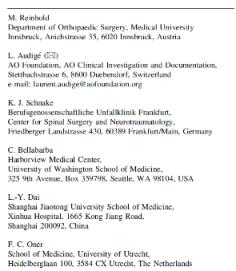 M. Reinhold
Department of Orthopaedic Surgery, Medical University
Innsbruck, Anichstrasse 35, 6020 Innsbruck, Austria
L. Audigé (✉)
AO Foundation, AO Clinical Investigation and Documentation,
Stettbachstrasse 6, 8600 Duebendorf, Switzerland
e-mail: laurent.audige@aofoundation.org
K. J. Schnake
Berufsgenossenschaftliche Unfallklinik Frankfurt,
Center for Spinal Surgery and Neurotraumatology,
Friedberger Landstrasse 430, 60389 Frankfurt/Main, Germany
C. Bellabarba
Harborview Medical Center,
University of Washington School of Medicine,
325 9th Avenue, Box 359798, Seattle, WA 98104, USA
L.-Y. Dai
Shanghai Jiaotong University School of Medicine,
Xinhua Hospital, 1665 Kong Jiang Road,
Shanghai 200092, China
F. C. Oner
School of Medicine, University of Utrecht,
Heidelberglaan 100, 3584 CX Utrecht, The Netherlands